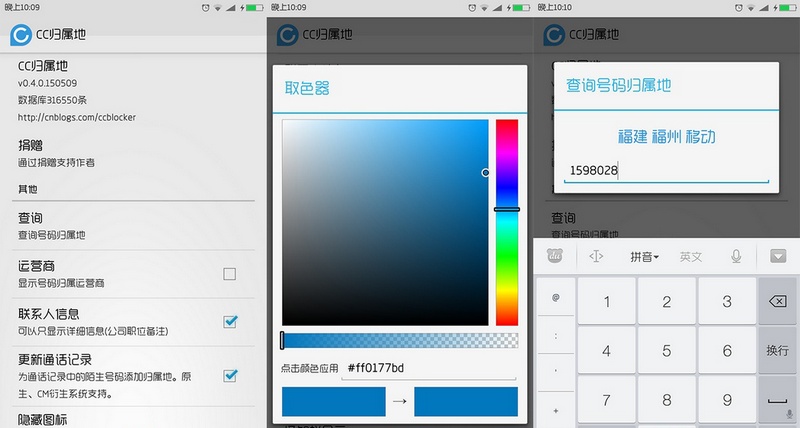 晚上10:09
CC归属地
CC归属地
v0.4.0.150509
数据库316550条
http://cnblogs.com/ccblocker
捐赠
通过捐赠支持作者
其他
查询
查询号码归属地
运营商
显示号码归属运营商
联系人信息
可以只显示详细信息(公司职位备注)
更新通话记录
为通话记录中的陌生号码添加归属地。原
生、CM衍生系统支持。
隐藏图标
晚上10:09
CC归属地
取色器
点击颜色应用
#ff0177bd
→
晚上10:10
CC归属地
查询号码归属地
福建 福州 移动
1598028
查询
查询号码归属地
du
拼音
英文
@
:
'
+
1
2
3
4
5
6
换行
7
8
9